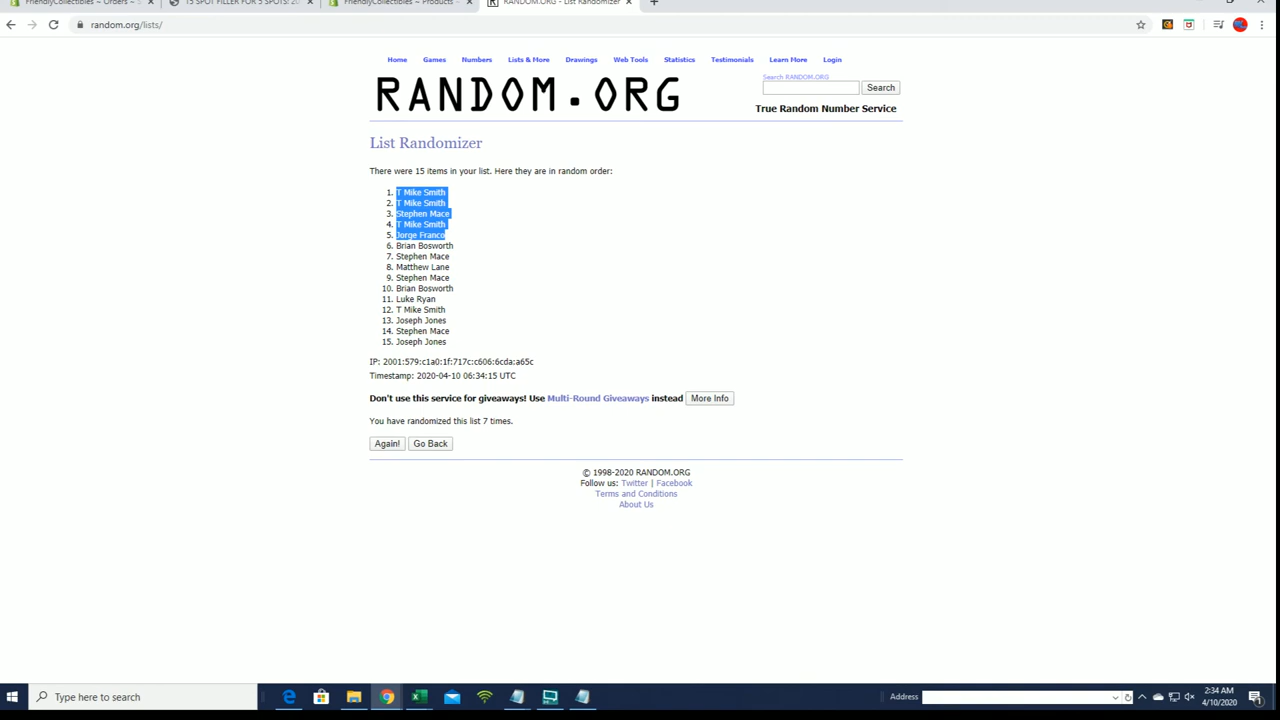 FriendlyCollectibles ~ Orders ~ S
15 SPOT FILLER FOR 5 SPOTS! 20
FriendlyCollectibles ~ Products ~
RANDOM.ORG - List Randomizer
random.org/lists/
Home Games Numbers Lists & More Drawings Web Tools Statistics Testimonials Learn More Login
RANDOM.ORG
Search RANDOM.ORG
Search
True Random Number Service
List Randomizer
There were 15 items in your list. Here they are in random order:
1. T Mike Smith
2. T Mike Smith
3. Stephen Mace
4. T Mike Smith
5. Jorge Franco
6. Brian Bosworth
7. Stephen Mace
8. Matthew Lane
9. Stephen Mace
10. Brian Bosworth
11. Luke Ryan
12. T Mike Smith
13. Joseph Jones
14. Stephen Mace
15. Joseph Jones
IP: 2001:579:c1a0:1f:717c:c606:6cda:a65c
Timestamp: 2020-04-10 06:34:15 UTC
Don't use this service for giveaways! Use Multi-Round Giveaways instead More Info
You have randomized this list 7 times.
Again! Go Back
© 1998-2020 RANDOM.ORG
Follow us: Twitter | Facebook
Terms and Conditions
About Us
Type here to search
Address
2:34 AM
4/10/2020